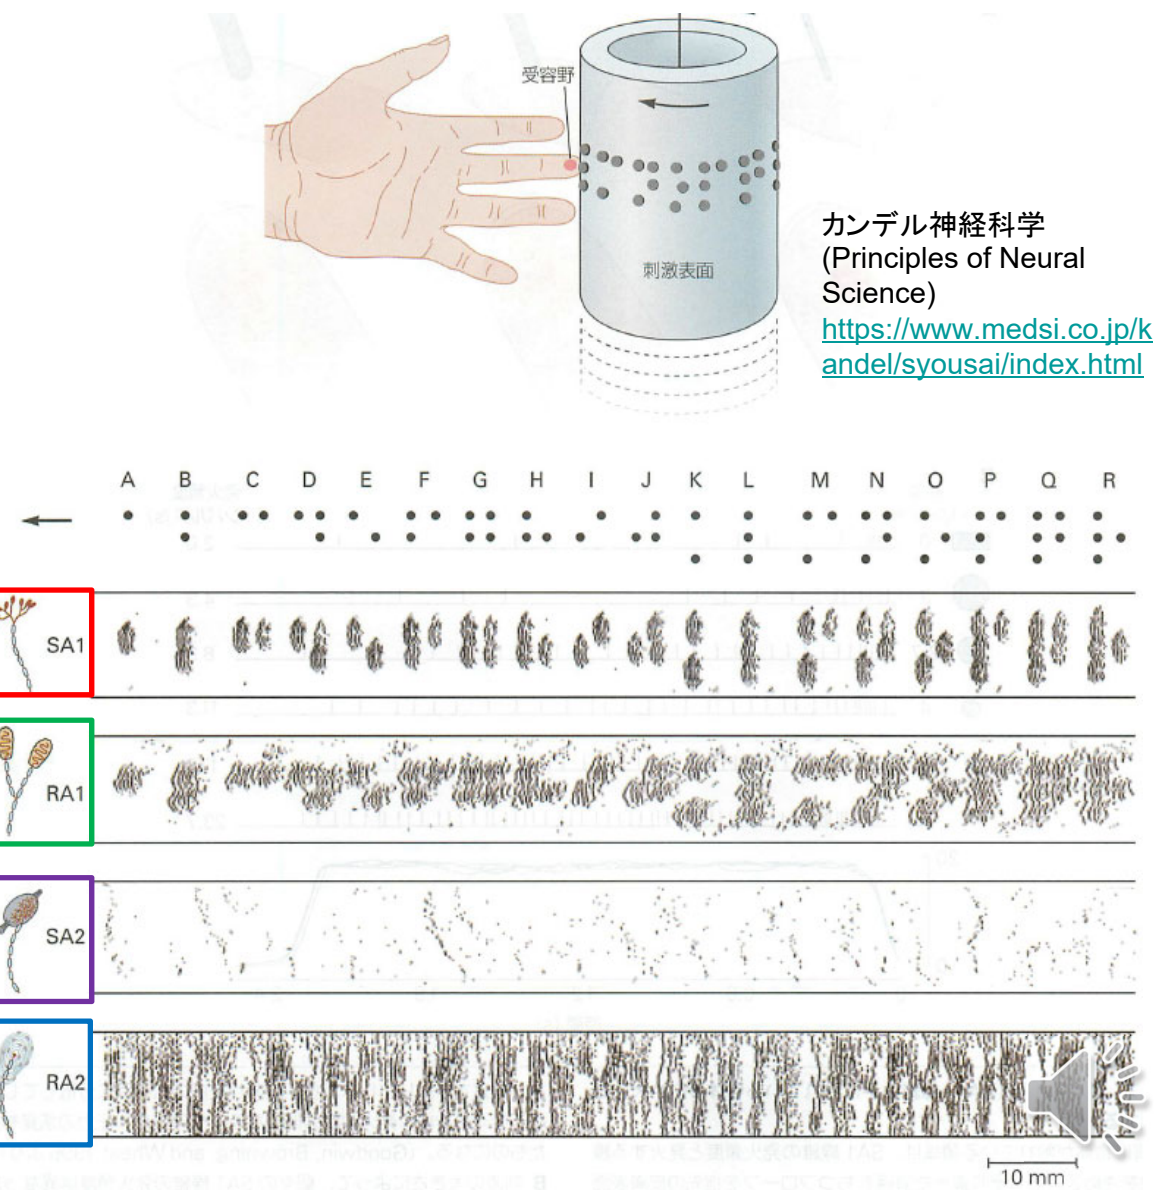 受容野
刺激表面
カンデル神経科学
(Principles of Neural
Science)
https://www.medsi.co.jp/k
andel/syousai/index.html
A B C D E F G H I J K L M N O P Q R
SA1
RA1
SA2
RA2
10 mm